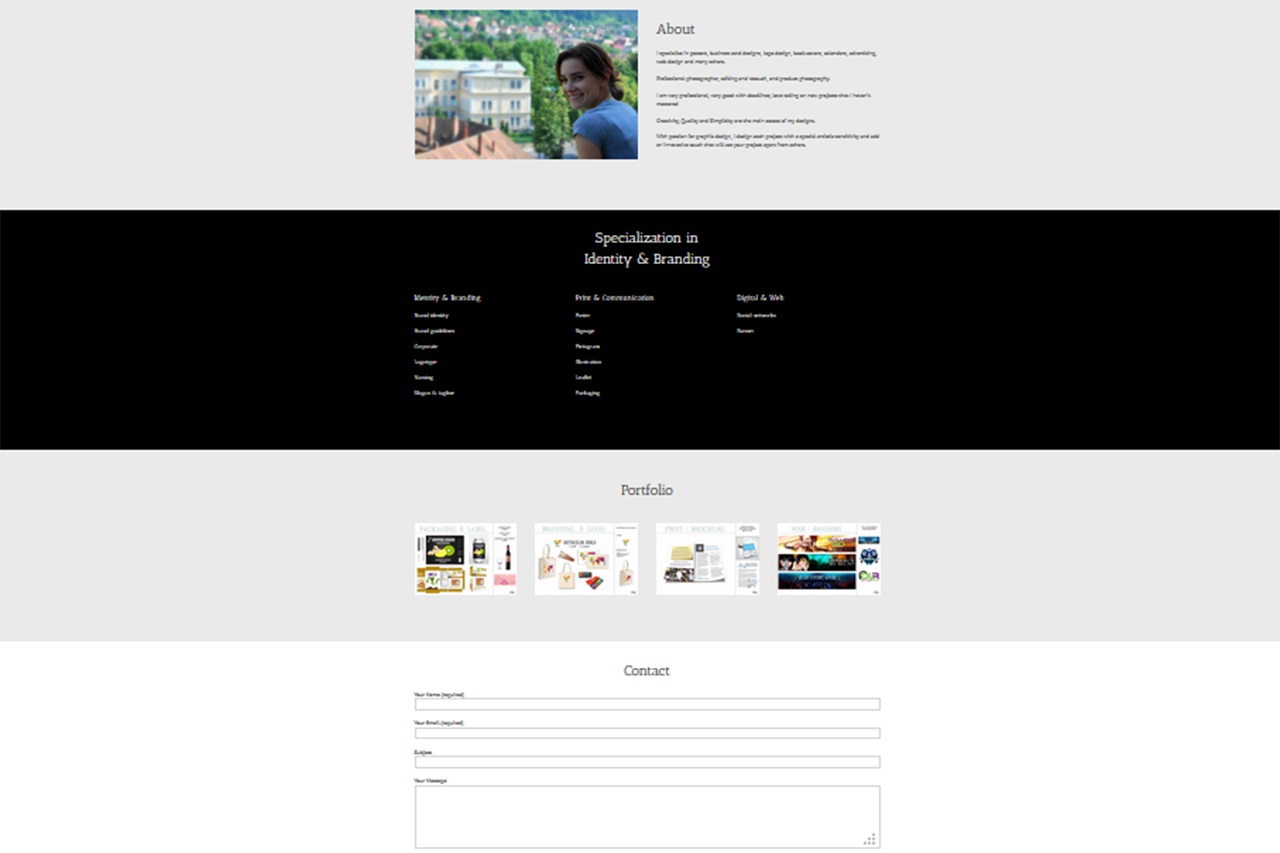 About
I specialise in posters, business card designs, logo design, book covers, calendars, advertising,
web design and many others.
Professional photographer, editing and retouch, and product photography.
I am very professional, very good with deadlines, love taking on new projects that I haven't
mastered
Creativity, Quality and Simplicity are the main assets of my designs.
With passion for graphic design, I design each project with a special artistic sensitivity and add
an innovative touch that will set your project apart from others.
Specialization in
Identity & Branding
Identity & Branding
Print & Communication
Digital & Web
Brand identity
Poster
Social networks
Brand guidelines
Signage
Banner
Corporate
Pictogram
Logotype
Illustration
Naming
Leaflet
Slogan & tagline
Packaging
Portfolio
PACKAGING & LABEL
BRANDING & LOGO
PRINT | BROCHURE
WEB | BANNERS
Contact
Your Name (required)
Your Email (required)
Subject
Your Message